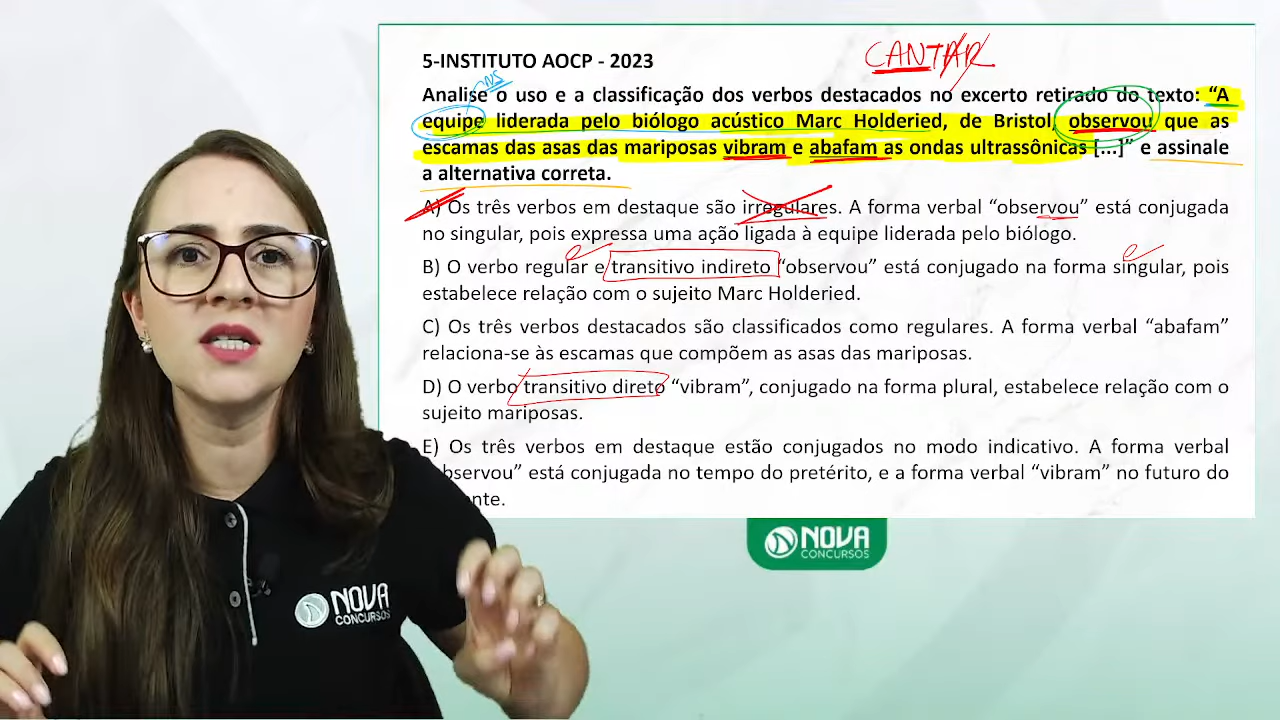 5-INSTITUTO AOCP - 2023
CANTAR
NS
Analise o uso e a classificação dos verbos destacados no excerto retirado do texto: “A
equipe liderada pelo biólogo acústico Marc Holderied, de Bristol, observou que as
escamas das asas das mariposas vibram e abafam as ondas ultrassônicas [...]” e assinale
a alternativa correta.
A) Os três verbos em destaque são irregulares. A forma verbal “observou” está conjugada
no singular, pois expressa uma ação ligada à equipe liderada pelo biólogo.
B) O verbo regular e transitivo indireto “observou” está conjugado na forma singular, pois
estabelece relação com o sujeito Marc Holderied.
C) Os três verbos destacados são classificados como regulares. A forma verbal “abafam”
relaciona-se às escamas que compõem as asas das mariposas.
D) O verbo transitivo direto “vibram”, conjugado na forma plural, estabelece relação com o
sujeito mariposas.
E) Os três verbos em destaque estão conjugados no modo indicativo. A forma verbal
bservou” está conjugada no tempo do pretérito, e a forma verbal “vibram” no futuro do
ente.
NOVA
CONCURSOS
NOVA
CONCURSOS